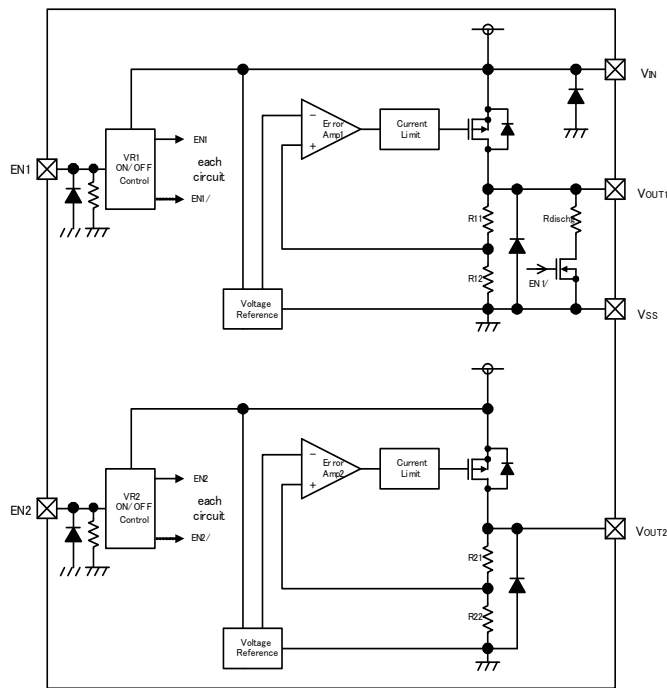 VIN
Error
Amp1
Current
Limit
EN1
VR1
ON/OFF
Control
EN1
each
circuit
EN1/
VOUT1
R11
Rdischg
R12
EN1/
Voltage
Reference
VSS
Error
Amp2
Current
Limit
EN2
VR2
ON/OFF
Control
EN2
each
circuit
EN2/
VOUT2
R21
R22
Voltage
Reference